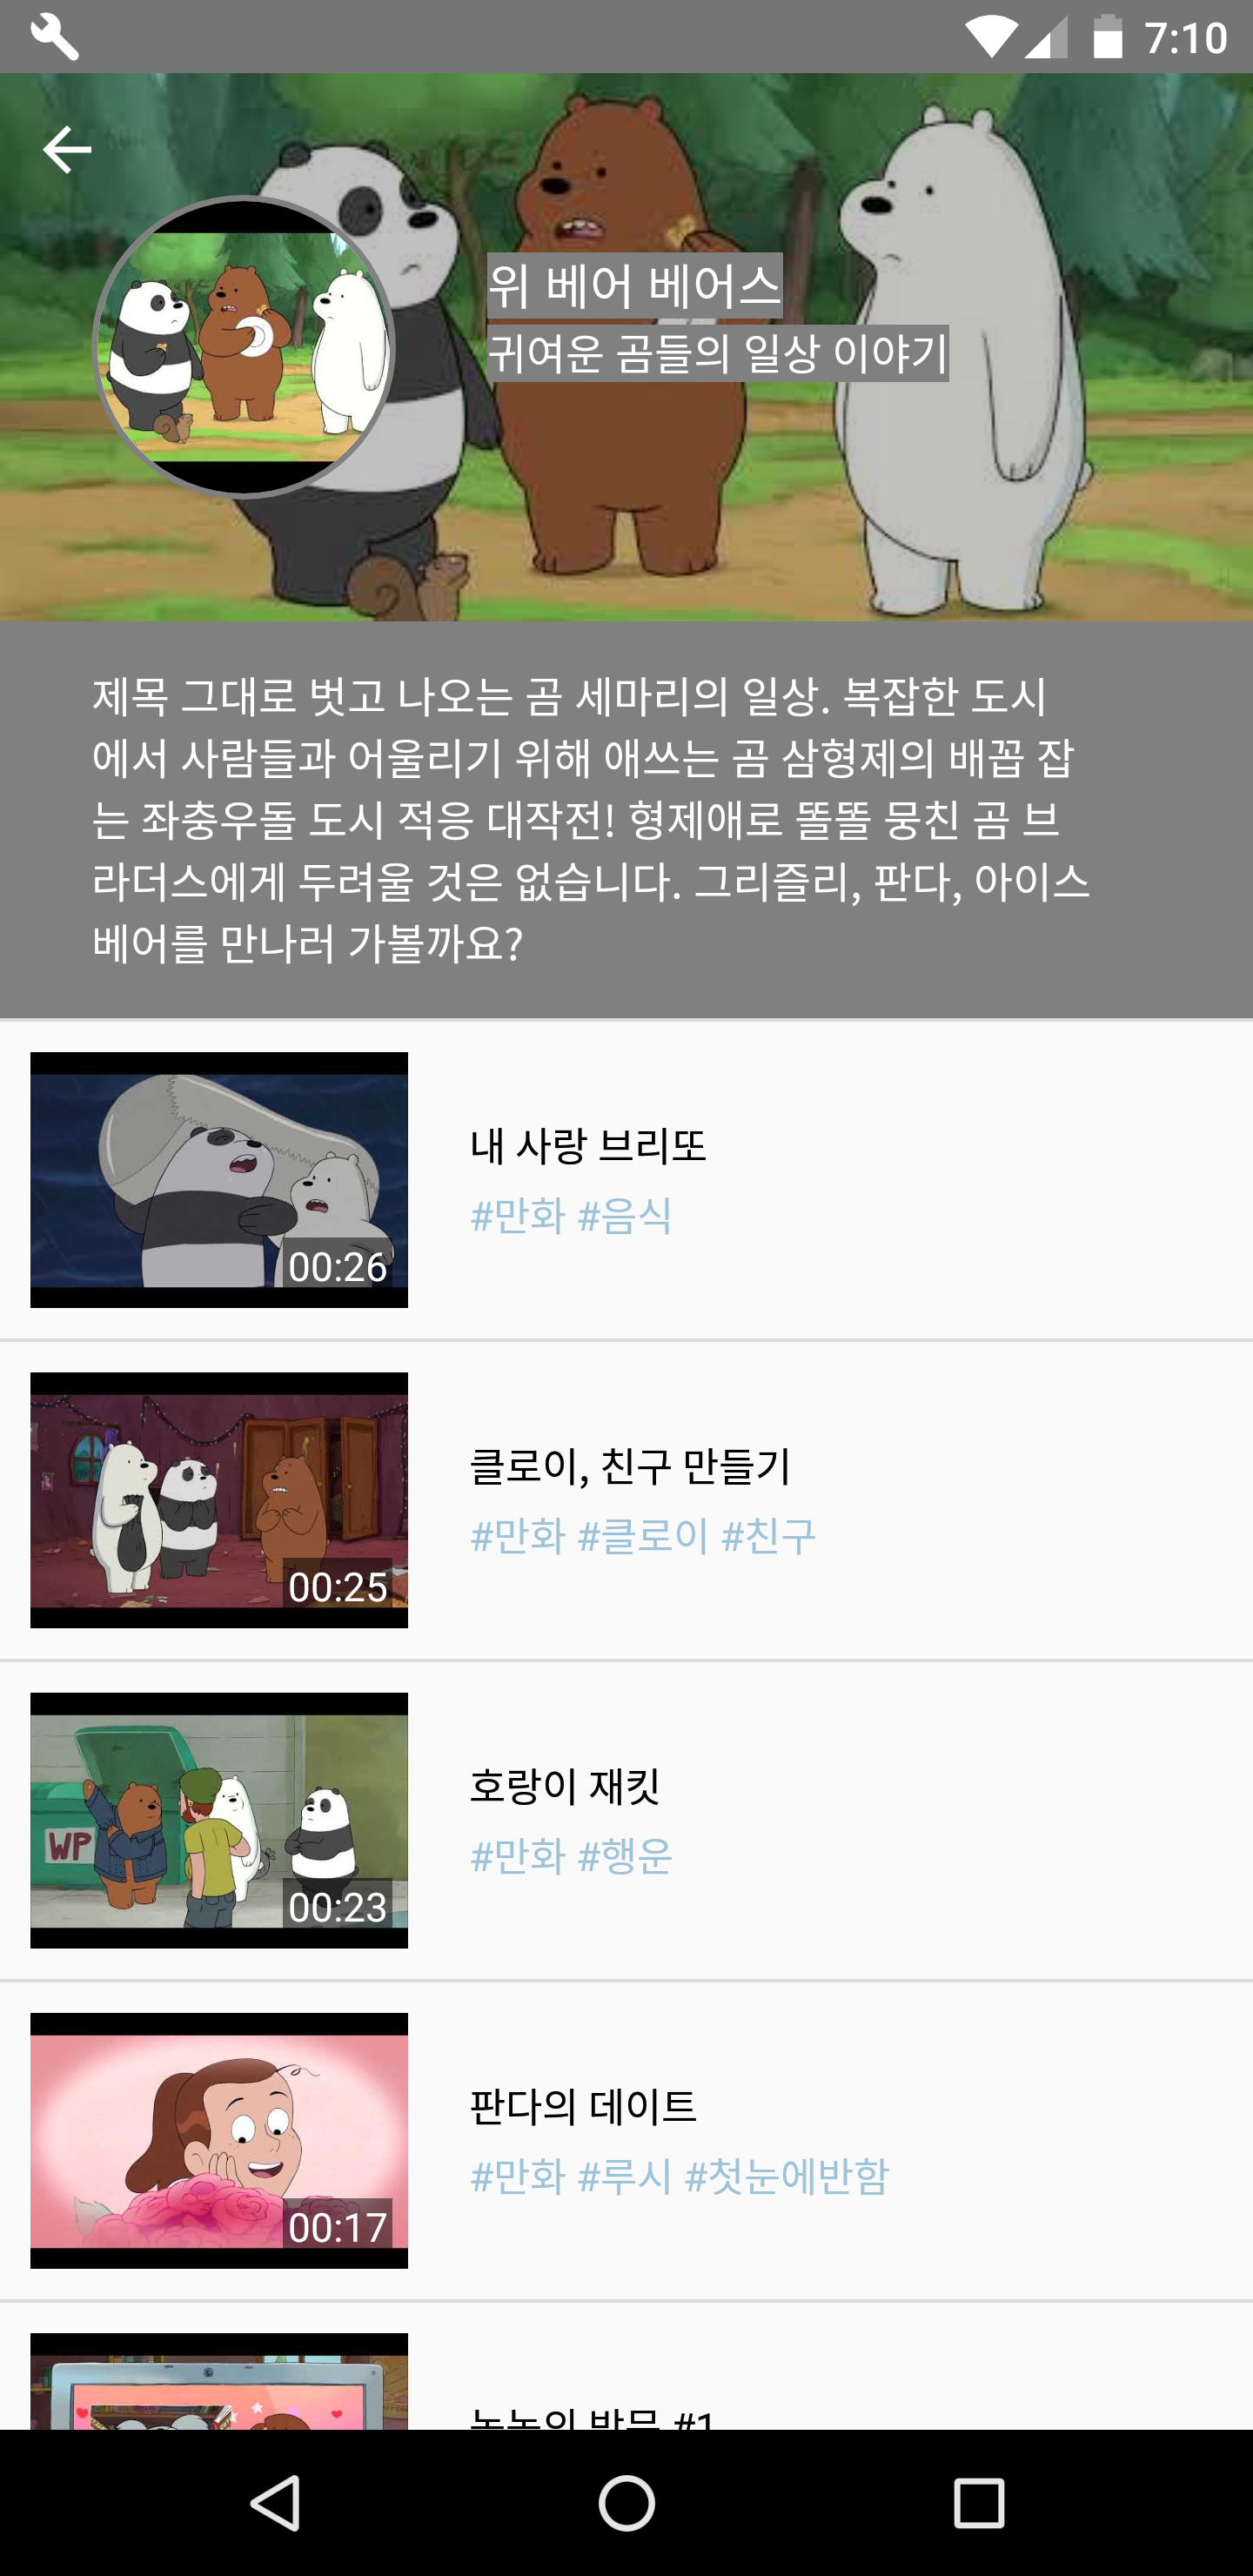 7:10
위 베어 베어스
귀여운 곰들의 일상 이야기
제목 그대로 벗고 나오는 곰 세마리의 일상. 복잡한 도시
에서 사람들과 어울리기 위해 애쓰는 곰 삼형제의 배꼽 잡
는 좌충우돌 도시 적응 대작전! 형제애로 똘똘 뭉친 곰 브
라더스에게 두려울 것은 없습니다. 그리즐리, 판다, 아이스
베어를 만나러 가볼까요?
내 사랑 브리또
#만화 #음식
00:26
클로이, 친구 만들기
#만화 #클로이 #친구
00:25
호랑이 재킷
#만화 #행운
WP
00:23
판다의 데이트
#만화 #루시 #첫눈에반함
00:17
#1